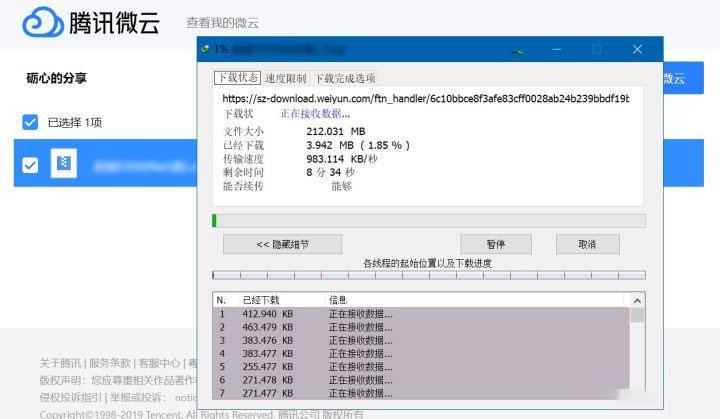 腾讯微云
查看我的微云
砺心的分享
微云
已选择 1项
1%
下载状态
速度限制
下载完成选项
https://sz-download.weiyun.com/ftn_handler/6c10bbce8f3afe83cff0028ab24b239bbdf19b
下载状
正在接收数据...
文件大小
212.031 MB
已经下载
3.942 MB ( 1.85 % )
传输速度
983.114 KB/秒
剩余时间
8 分 34 秒
能否续传
能够
<< 隐藏细节
暂停
取消
各线程的起始位置以及下载进度
N. 已经下载 信息
1 412.940 KB 正在接收数据...
2 463.479 KB 正在接收数据...
3 383.476 KB 正在接收数据...
4 383.477 KB 正在接收数据...
5 255.477 KB 正在接收数据...
6 271.478 KB 正在接收数据...
7 271.477 KB 正在接收数据...
关于腾讯 | 服务条款 | 客服中心 | 粤
版权声明：您应尊重相关作品著作权
侵权投诉指引 | 举报或投诉： notic
Copyright©1998-2019 Tencent. All Rights Reserved. 腾讯公司 版权所有